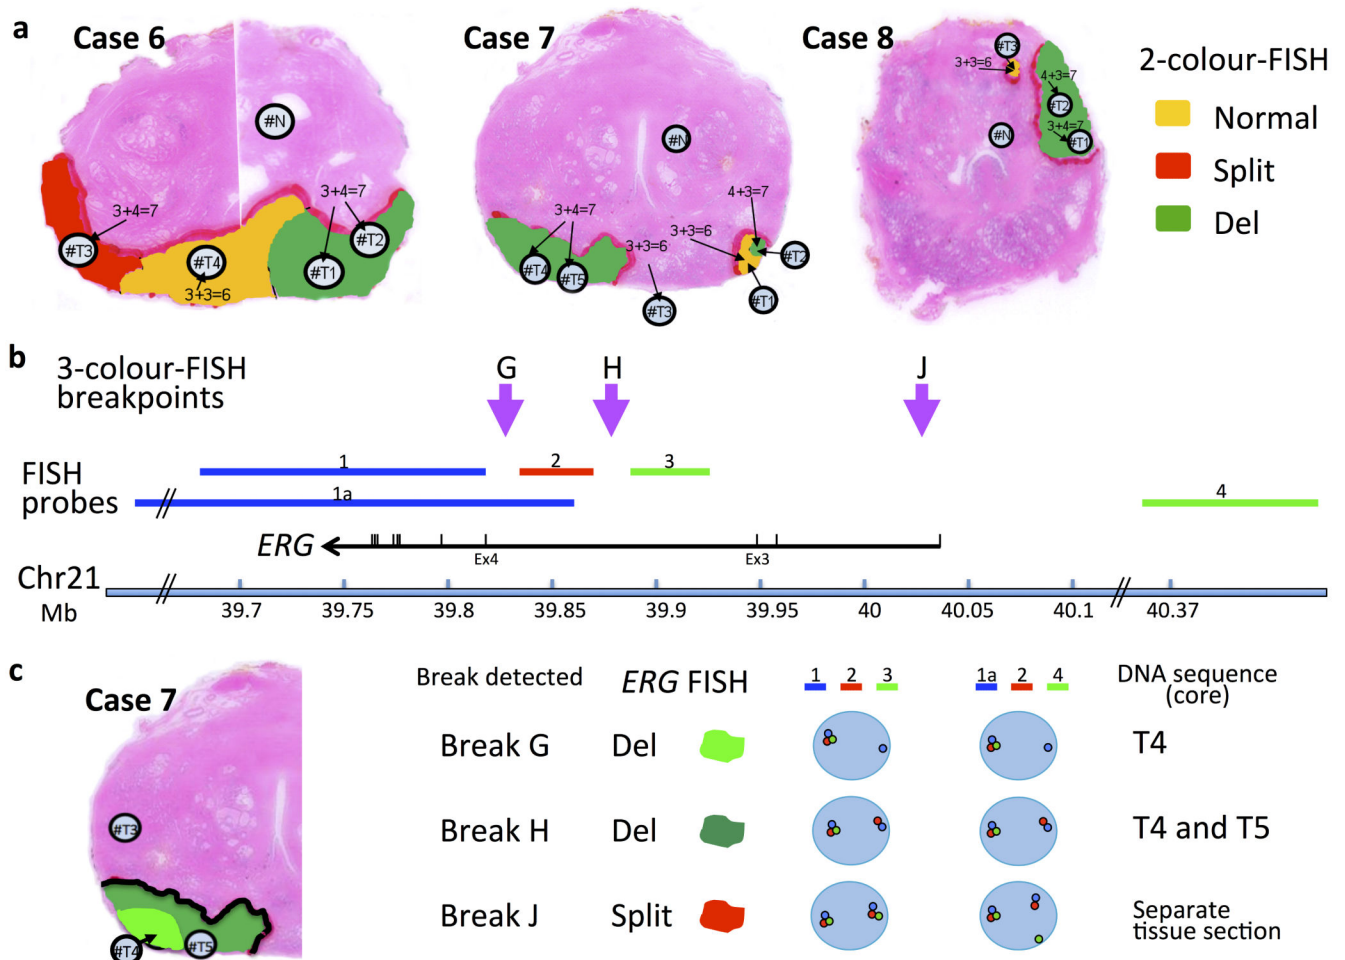 a
Case 6
#N
3+4=7
3+4=7
#T3
#T4
#T1
#T2
3+3=6
Case 7
#N
4+3=7
3+4=7
3+3=6
3+3=6
#T4
#T5
#T2
#T3
#T1
Case 8
#T3
3+3=6
4+3=7
#T2
#N
3+4=7
#T1
2-colour-FISH
Normal
Split
Del
b
3-colour-FISH
breakpoints
G
H
J
FISH
probes
1
2
3
1a
4
ERG
Ex4
Ex3
Chr21
Mb
39.7
39.75
39.8
39.85
39.9
39.95
40
40.05
40.1
40.37
c
Case 7
#T3
#T4
#T5
Break detected
ERG FISH
1 2 3
1a 2 4
DNA sequence
(core)
Break G
Del
T4
Break H
Del
T4 and T5
Break J
Split
Separate
tissue section